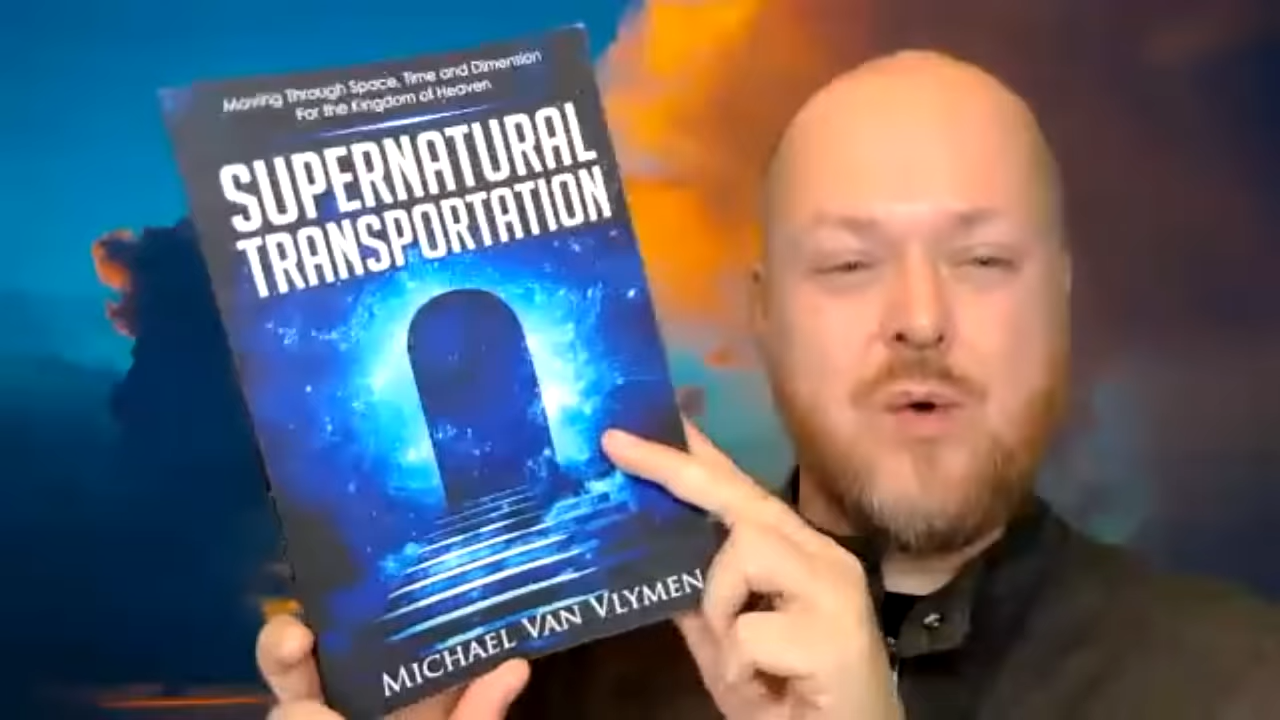 Moving Through Space, Time and Dimension
For the Kingdom of Heaven
SUPERNATURAL
TRANSPORTATION
MICHAEL VAN VLYMEN